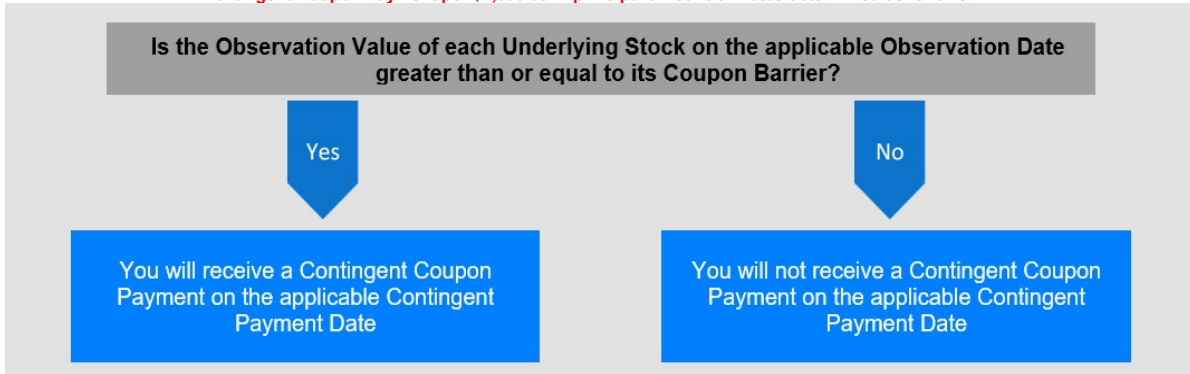 Is the Observation Value of each Underlying Stock on the applicable Observation Date
greater than or equal to its Coupon Barrier?
Yes
No
You will receive a Contingent Coupon
Payment on the applicable Contingent
Payment Date
You will not receive a Contingent Coupon
Payment on the applicable Contingent
Payment Date